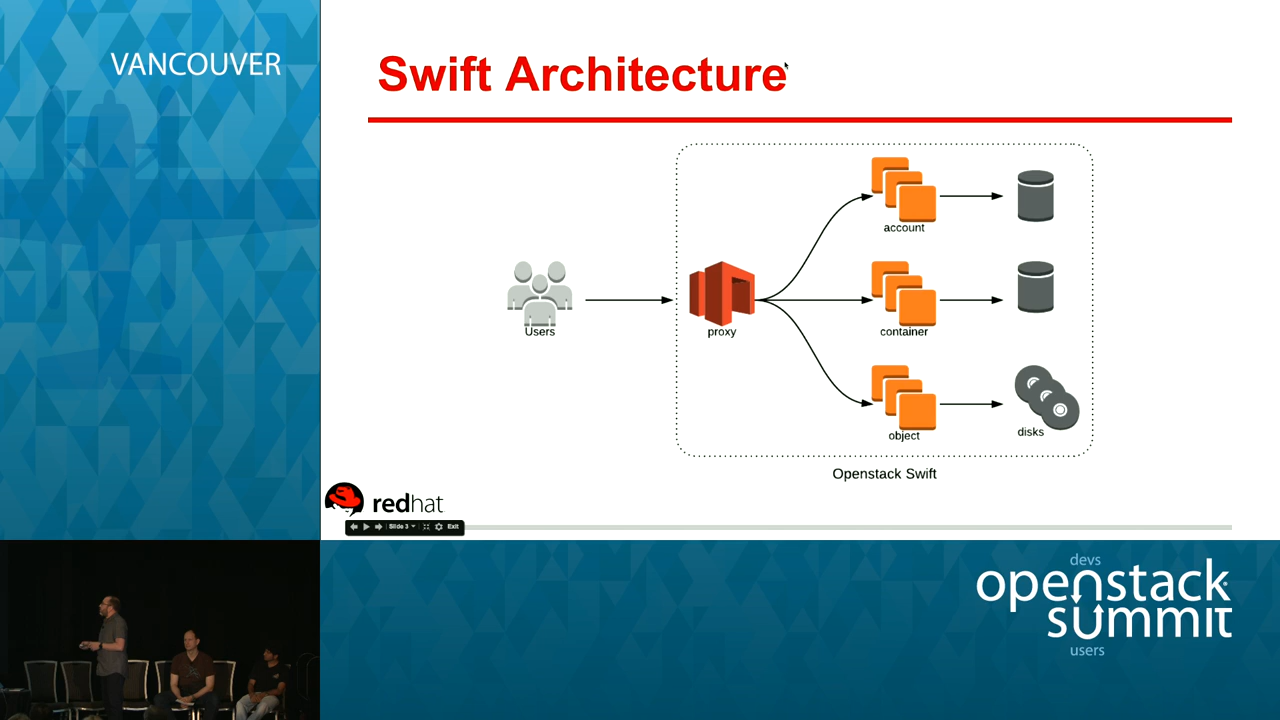 VANCOUVER
Swift Architecture
account
Users
proxy
container
object
disks
Openstack Swift
redhat
Slide 3
Exit
devs
openstack
summit
users